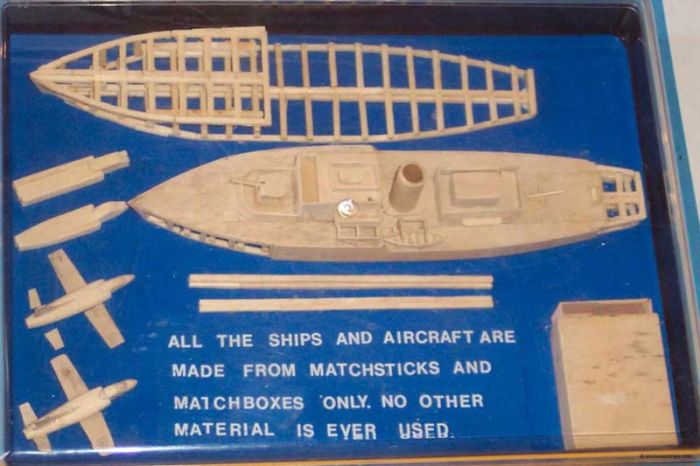 ALL THE SHIPS AND AIRCRAFT ARE
MADE FROM MATCHSTICKS AND
MATCHBOXES ONLY. NO OTHER
MATERIAL IS EVER USED.